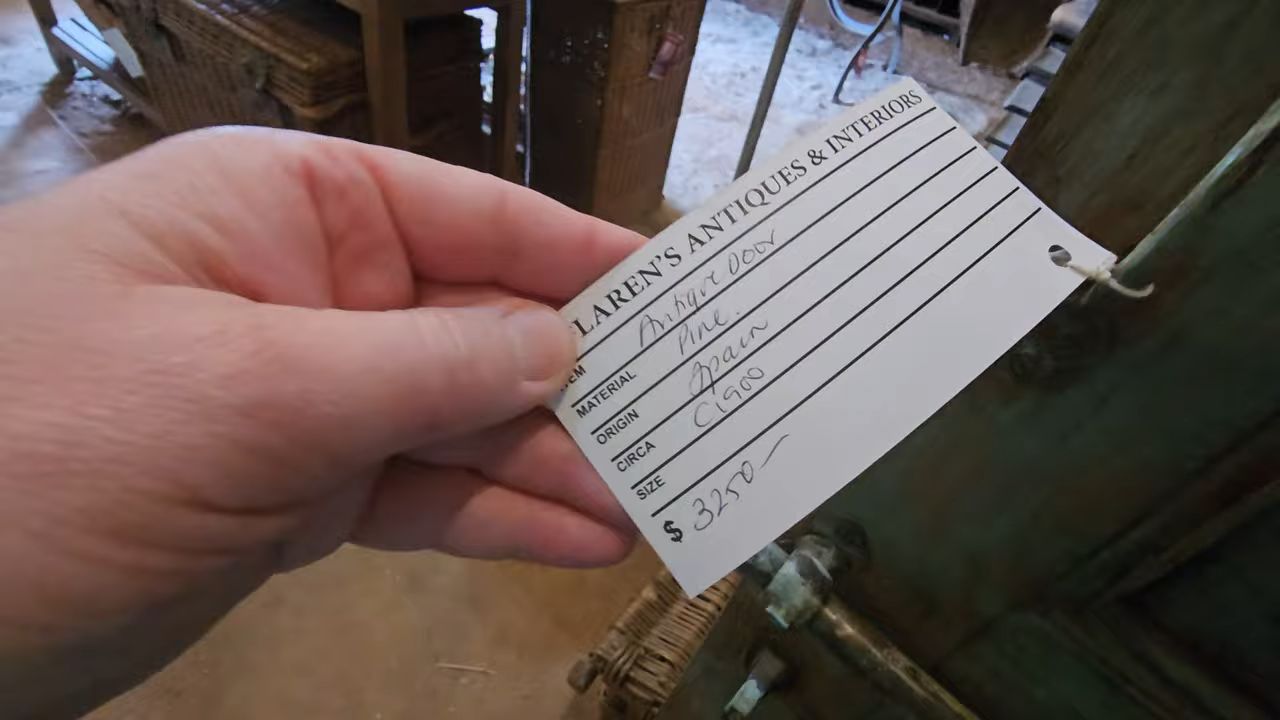 LAREN'S ANTIQUES & INTERIORS
EM Antique Door
MATERIAL Pine.
ORIGIN Spain
CIRCA C1900
SIZE
$ 3250-